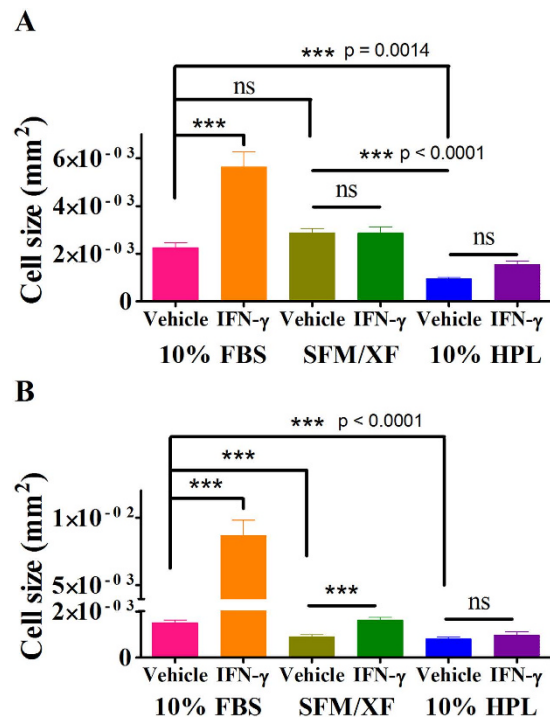 A
*** p = 0.0014
ns
***
*** p < 0.0001
ns
ns
Cell size (mm²)
6×10⁻⁰³
4×10⁻⁰³
2×10⁻⁰³
0
Vehicle IFN-γ Vehicle IFN-γ Vehicle IFN-γ
10% FBS SFM/XF 10% HPL
B
*** p < 0.0001
***
***
***
ns
Cell size (mm²)
1×10⁻⁰²
5×10⁻⁰³
2×10⁻⁰³
0
Vehicle IFN-γ Vehicle IFN-γ Vehicle IFN-γ
10% FBS SFM/XF 10% HPL